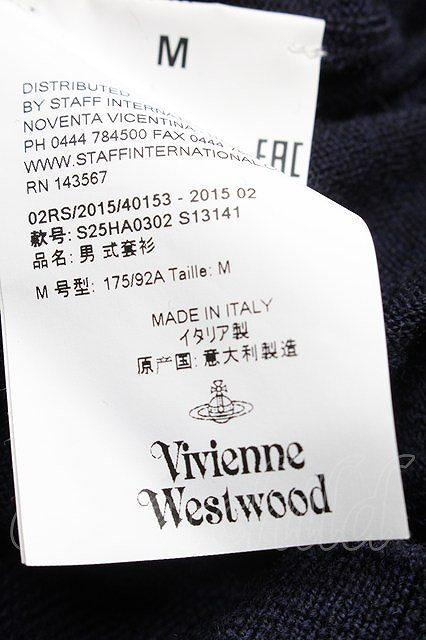 M
DISTRIBUTED
BY STAFF INTERN
NOVENTA VICENTINA
PH 0444 784500 FAX 0444
WWW.STAFFINTERNATIONAL
RN 143567
EAC
02RS/2015/40153 - 2015 02
款号: S25HA0302 S13141
品名: 男 式套衫
M 号型: 175/92A Taille: M
MADE IN ITALY
イタリア製
原产国: 意大利製造
Vivienne
Westwood